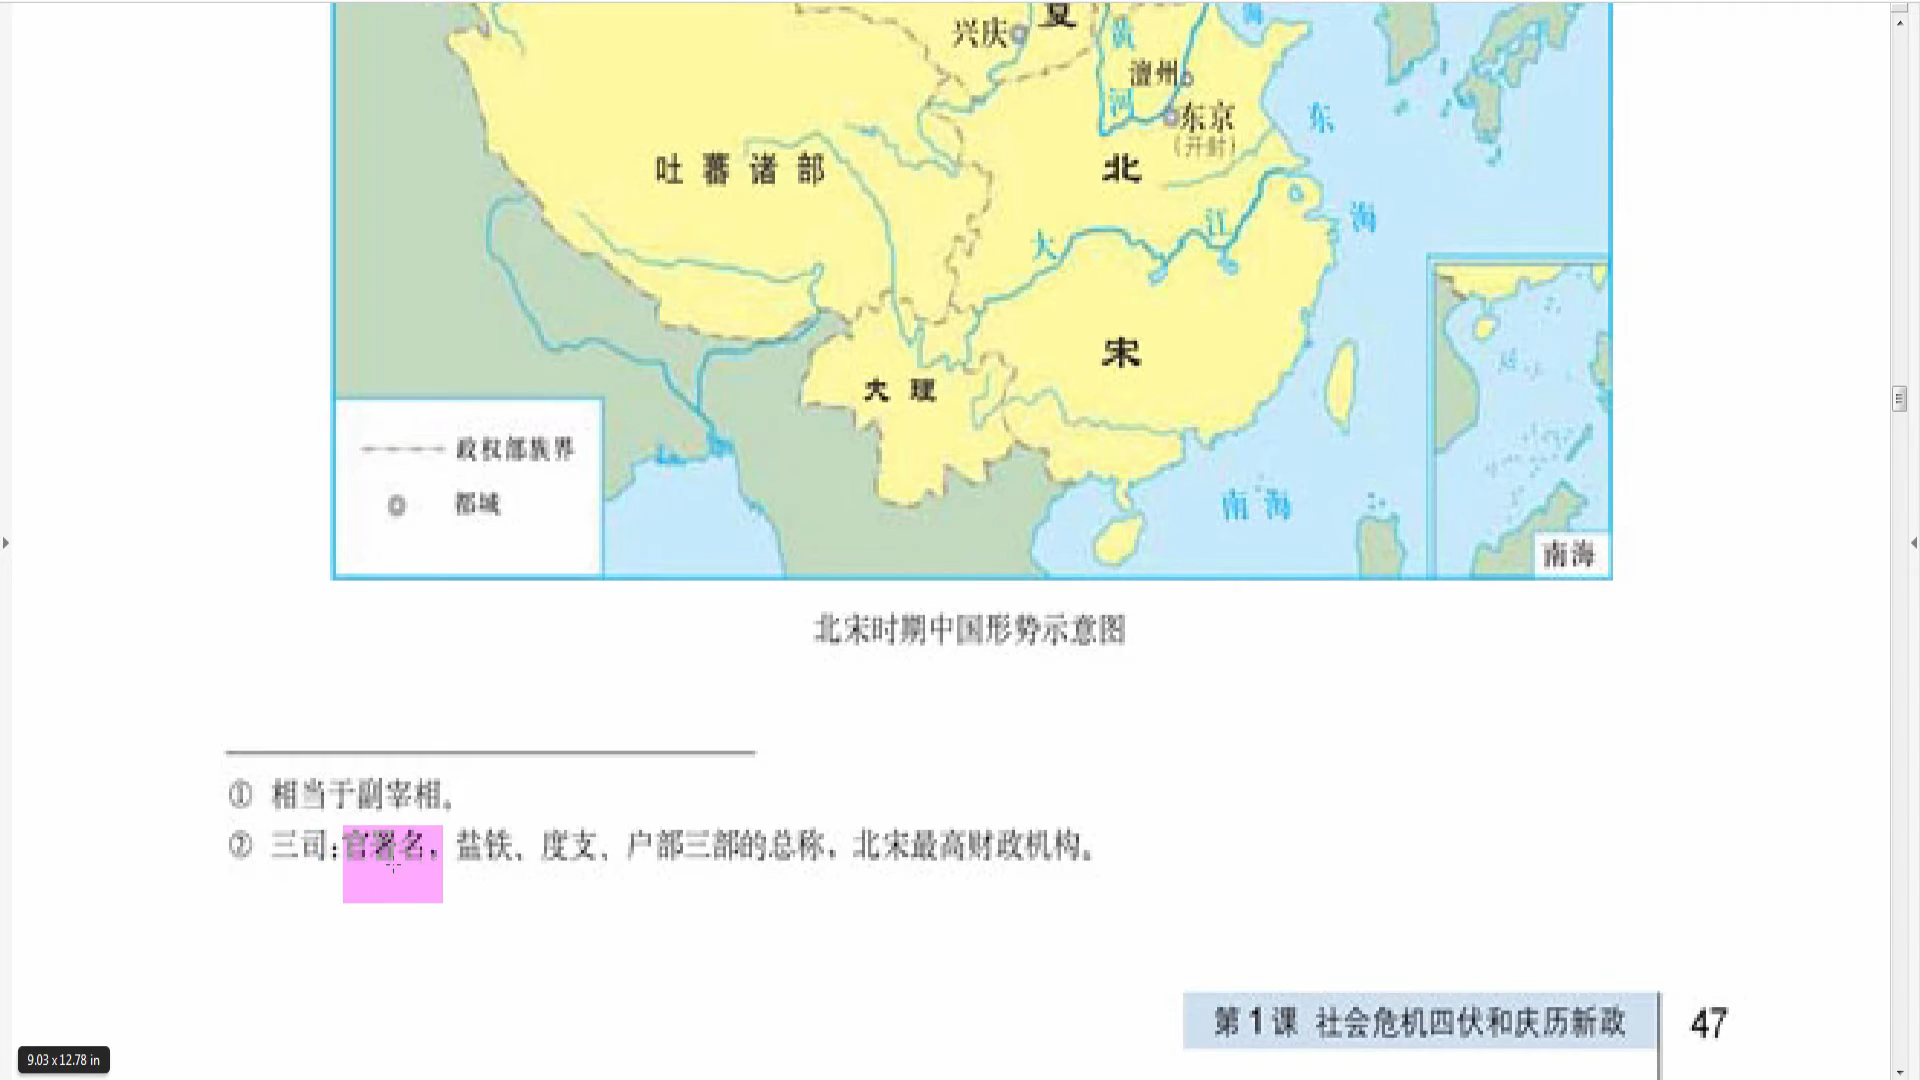 夏
兴庆
黄
河
海
澶州
东京
(开封)
东
海
吐蕃诸部
北
大
江
宋
大理
政权部族界
都城
南海
南海
北宋时期中国形势示意图
① 相当于副宰相。
② 三司:官署名,盐铁、度支、户部三部的总称,北宋最高财政机构。
第1课 社会危机四伏和庆历新政 47
9.03 x 12.78 in